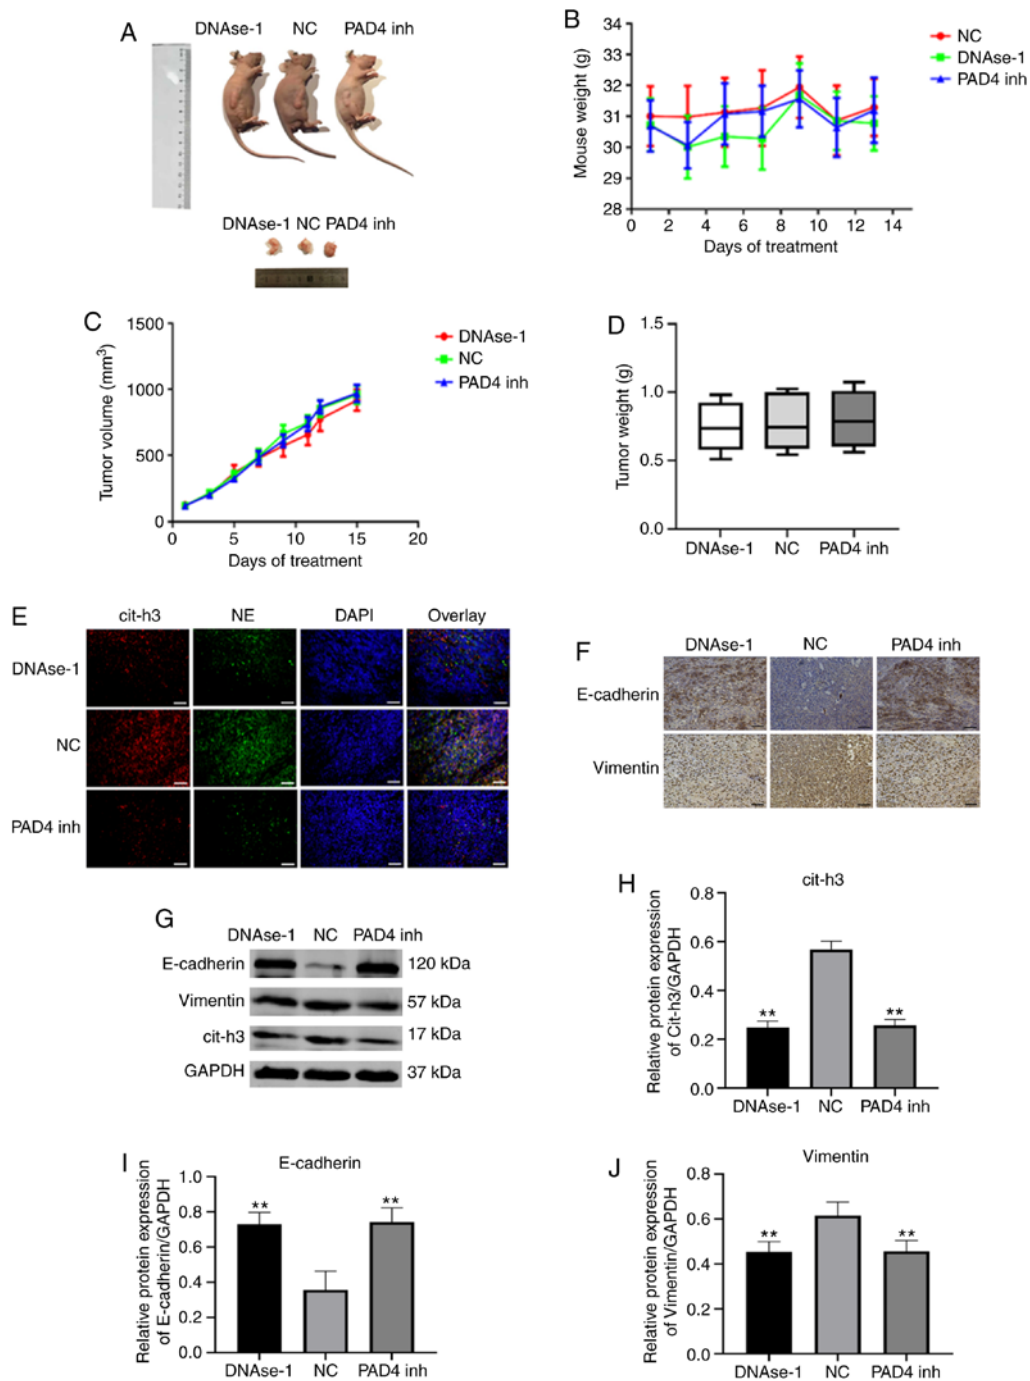 A
DNAse-1 NC PAD4 inh
DNAse-1 NC PAD4 inh
B
Mouse weight (g)
34
33
32
31
30
29
28
0 2 4 6 8 10 12 14
Days of treatment
NC
DNAse-1
PAD4 inh
C
Tumor volume (mm³)
1500
1000
500
0
0 5 10 15 20
Days of treatment
DNAse-1
NC
PAD4 inh
D
Tumor weight (g)
1.5
1.0
0.5
0.0
DNAse-1 NC PAD4 inh
E
cit-h3 NE DAPI Overlay
DNAse-1
NC
PAD4 inh
F
DNAse-1 NC PAD4 inh
E-cadherin
Vimentin
G
DNAse-1 NC PAD4 inh
E-cadherin 120 kDa
Vimentin 57 kDa
cit-h3 17 kDa
GAPDH 37 kDa
H
cit-h3
Relative protein expression
of Cit-h3/GAPDH
0.8
0.6
0.4
0.2
0.0
** **
DNAse-1 NC PAD4 inh
I
E-cadherin
Relative protein expression
of E-cadherin/GAPDH
1.0
0.8
0.6
0.4
0.2
0.0
** **
DNAse-1 NC PAD4 inh
J
Vimentin
Relative protein expression
of Vimentin/GAPDH
0.8
0.6
0.4
0.2
0.0
** **
DNAse-1 NC PAD4 inh